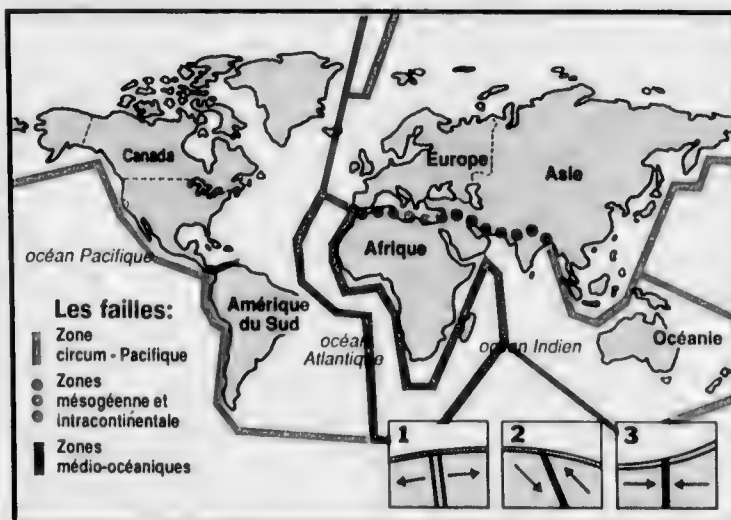 Canada
Europe
Asie
Afrique
océan Pacifique
Amérique
du Sud
océan
Atlantique
océan Indien
Océanie
Les failles:
Zone
circum - Pacifique
Zones
mésogéenne et
intracontinentale
Zones
médio-océaniques
1
2
3